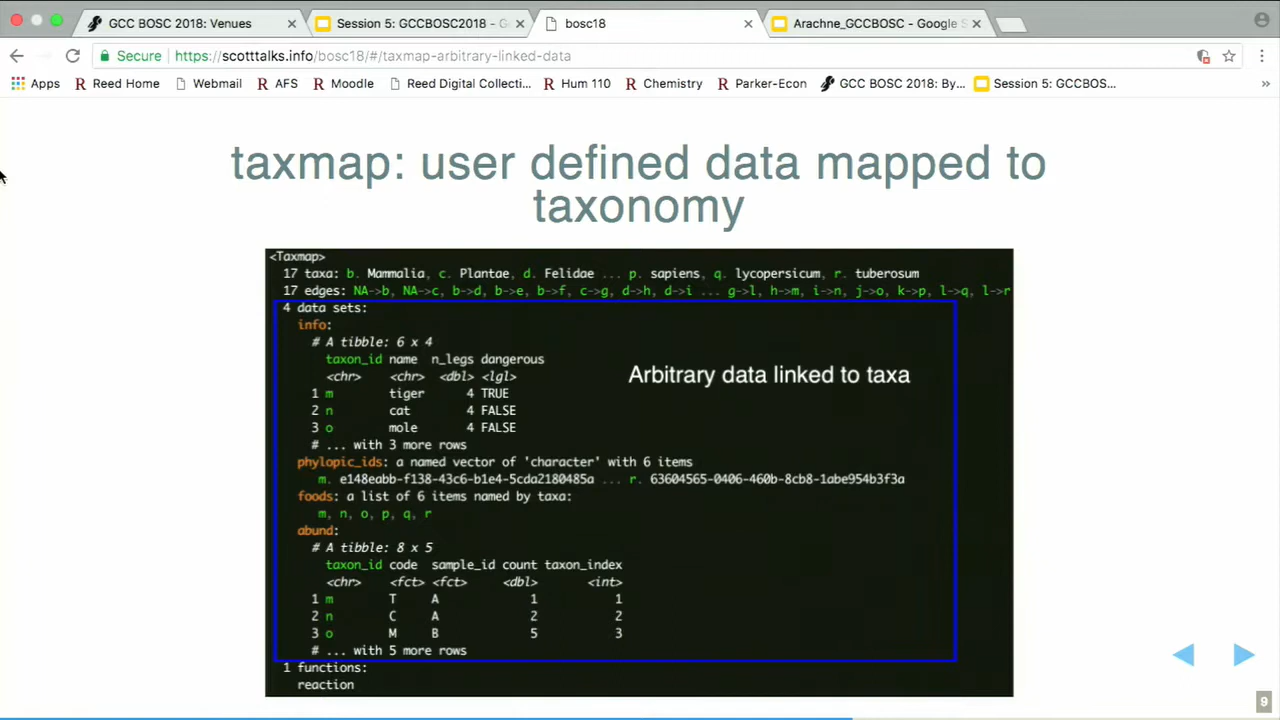 GCC BOSC 2018: Venues
Session 5: GCCBOSC2018 - G
bosc18
Arachne_GCCBOSC - Google S
Secure
https://scotttalks.info/bosc18/#/taxmap-arbitrary-linked-data
Apps
Reed Home
Webmail
AFS
Moodle
Reed Digital Collecti...
Hum 110
Chemistry
Parker-Econ
GCC BOSC 2018: By...
Session 5: GCCBOS...
taxmap: user defined data mapped to
taxonomy
<Taxmap>
17 taxa: b. Mammalia, c. Plantae, d. Felidae ... p. sapiens, q. lycopersicum, r. tuberosum
17 edges: NA->b, NA->c, b->d, b->e, b->f, c->g, d->h, d->i ... g->l, h->m, i->n, j->o, k->p, l->q, l->r
4 data sets:
info:
# A tibble: 6 x 4
taxon_id name n_legs dangerous
<chr> <chr> <dbl> <lgl>
1 m tiger 4 TRUE
2 n cat 4 FALSE
3 o mole 4 FALSE
# ... with 3 more rows
Arbitrary data linked to taxa
phylopic_ids: a named vector of 'character' with 6 items
m. e148eabb-f138-43c6-b1e4-5cda2180485a ... r. 63604565-0406-460b-8cb8-1abe954b3f3a
foods: a list of 6 items named by taxa:
m, n, o, p, q, r
abund:
# A tibble: 8 x 5
taxon_id code sample_id count taxon_index
<chr> <fct> <fct> <dbl> <int>
1 m T A 1 1
2 n C A 2 2
3 o M B 5 3
# ... with 5 more rows
1 functions:
reaction
9